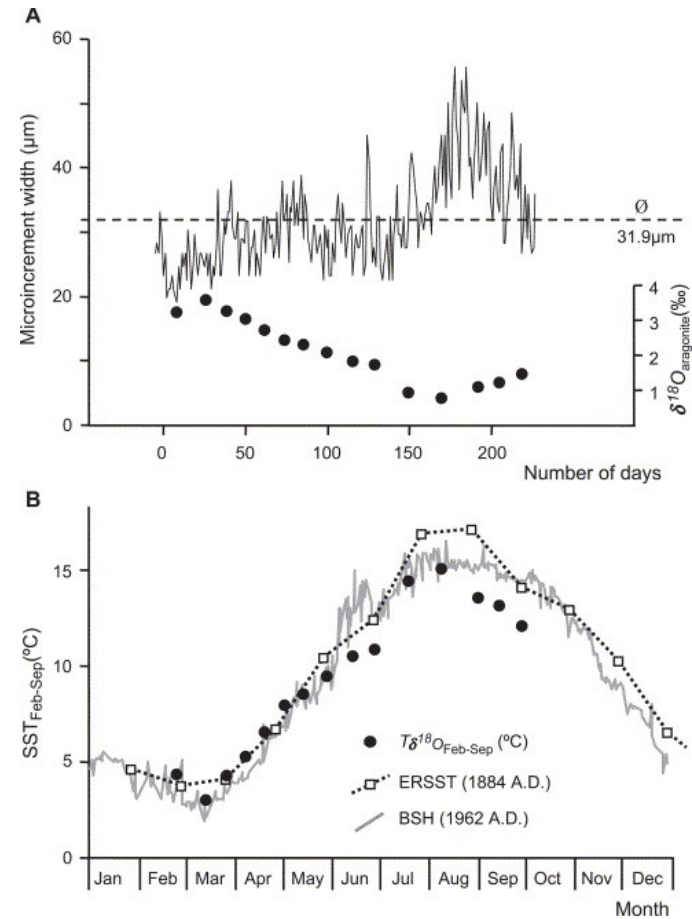 A
60
40
20
0
Microincrement width (μm)
Ø
31.9μm
4
3
2
1
δ18Oaragonite(‰)
0 50 100 150 200
Number of days
B
15
10
5
0
SSTFeb-Sep(ºC)
Tδ18OFeb-Sep (ºC)
ERSST (1884 A.D.)
BSH (1962 A.D.)
Jan Feb Mar Apr May Jun Jul Aug Sep Oct Nov Dec
Month